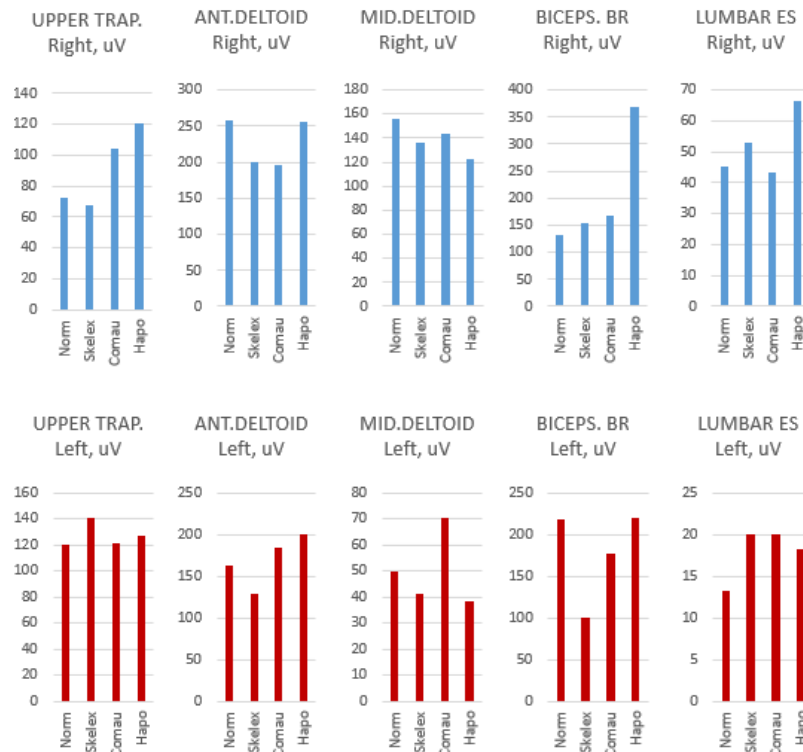 UPPER TRAP. ANT.DELTOID MID.DELTOID BICEPS. BR LUMBAR ES
Right, uV Right, uV Right, uV Right, uV Right, uV
140 300 180 400 70
120 250 160 350 60
100 200 140 300 50
80 150 120 250 40
60 100 100 200 30
40 50 80 150 20
20 0 60 100 10
0 40 50 0
20 0
0
Norm Skelex Comau Hapo Norm Skelex Comau Hapo Norm Skelex Comau Hapo Norm Skelex Comau Hapo Norm Skelex Comau Hapo
UPPER TRAP. ANT.DELTOID MID.DELTOID BICEPS. BR LUMBAR ES
Left, uV Left, uV Left, uV Left, uV Left, uV
160 250 80 250 25
140 200 70 200 20
120 150 60 150 15
100 100 50 100 10
80 50 40 50 5
60 0 30 0 0
40 20
20 10
0 0
Norm Skelex Comau Hapo Norm Skelex Comau Hapo Norm Skelex Comau Hapo Norm Skelex Comau Hapo Norm Skelex Comau Hapo